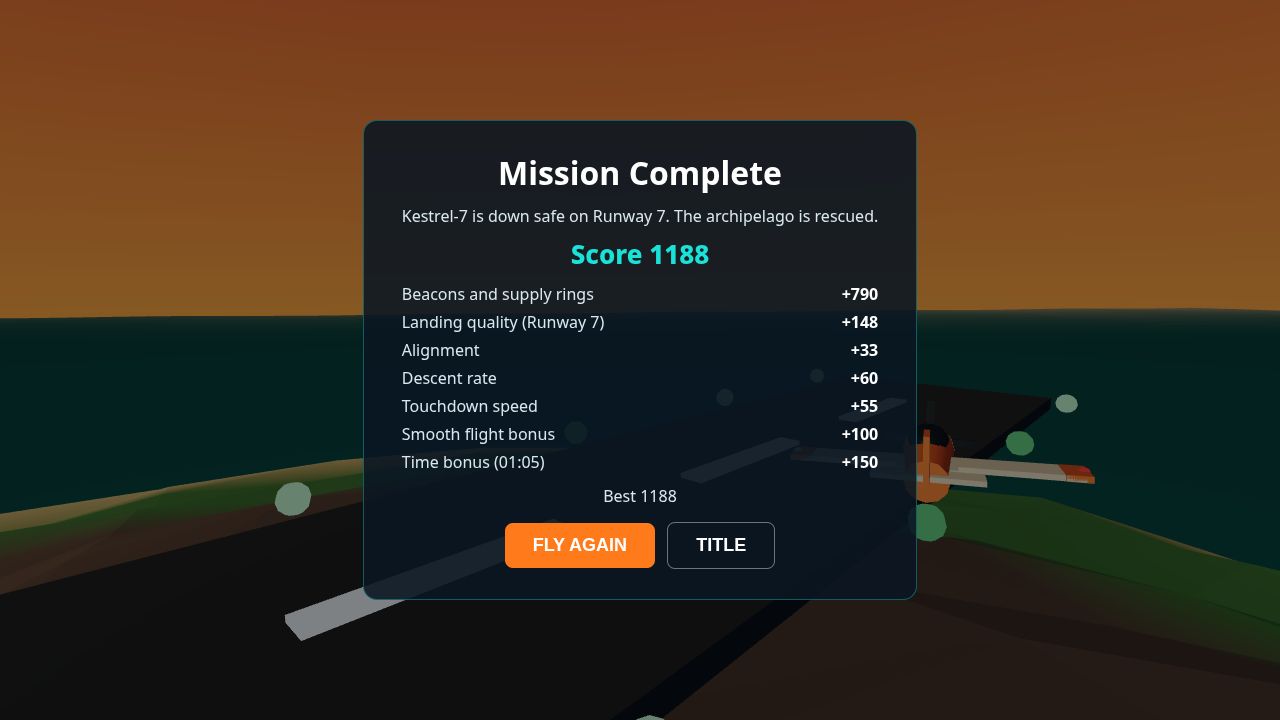 Mission Complete
Kestrel-7 is down safe on Runway 7. The archipelago is rescued.
Score 1188
Beacons and supply rings +790
Landing quality (Runway 7) +148
Alignment +33
Descent rate +60
Touchdown speed +55
Smooth flight bonus +100
Time bonus (01:05) +150
Best 1188
FLY AGAIN TITLE